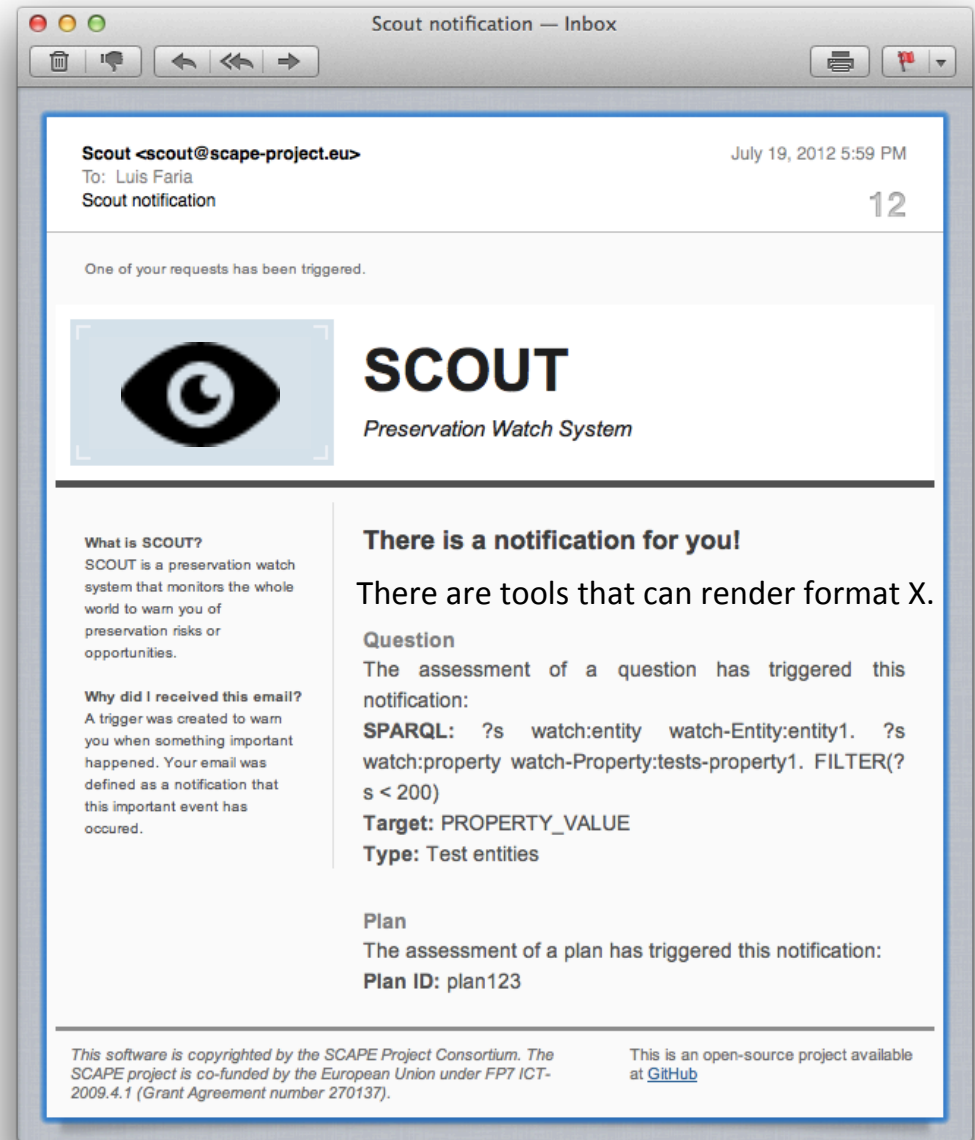 Scout notification — Inbox
Scout <scout@scape-project.eu>
July 19, 2012 5:59 PM
To: Luis Faria
Scout notification
12
One of your requests has been triggered.
SCOUT
Preservation Watch System
What is SCOUT?
SCOUT is a preservation watch
system that monitors the whole
world to warn you of
preservation risks or
opportunities.
Why did I received this email?
A trigger was created to warn
you when something important
happened. Your email was
defined as a notification that
this important event has
occured.
There is a notification for you!
There are tools that can render format X.
Question
The assessment of a question has triggered this
notification:
SPARQL: ?s watch:entity watch-Entity:entity1. ?s
watch:property watch-Property:tests-property1. FILTER(?
s < 200)
Target: PROPERTY_VALUE
Type: Test entities
Plan
The assessment of a plan has triggered this notification:
Plan ID: plan123
This software is copyrighted by the SCAPE Project Consortium. The
SCAPE project is co-funded by the European Union under FP7 ICT-
2009.4.1 (Grant Agreement number 270137).
This is an open-source project available
at GitHub